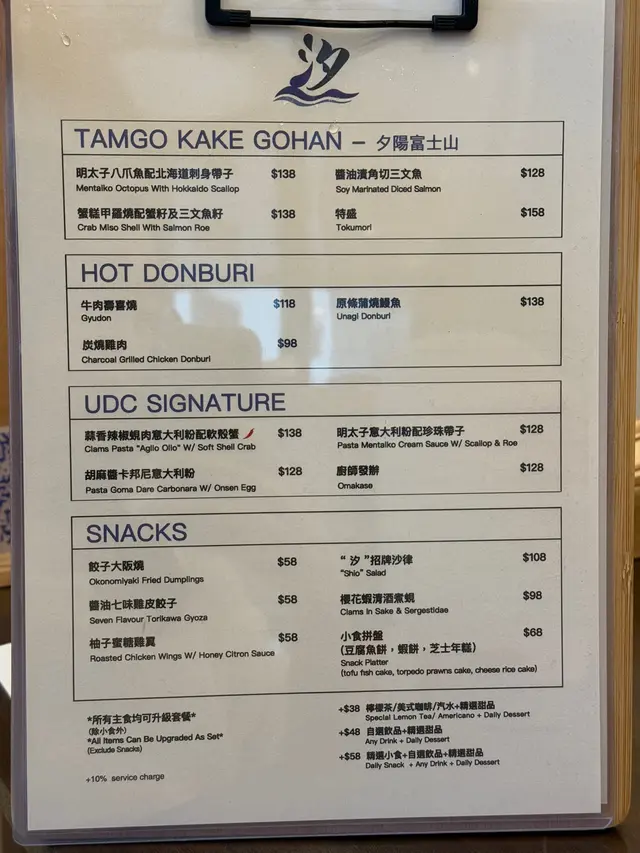 汐
TAMGO KAKE GOHAN – 夕陽富士山
明太子八爪魚配北海道刺身帶子 $138
Mentaiko Octopus With Hokkaido Scallop
醬油漬角切三文魚 $128
Soy Marinated Diced Salmon
蟹糕甲羅燒配蟹籽及三文魚籽 $138
Crab Miso Shell With Salmon Roe
特盛 $158
Tokumori
HOT DONBURI
牛肉壽喜燒 $118
Gyudon
原條蒲燒鰻魚 $138
Unagi Donburi
炭燒雞肉 $98
Charcoal Grilled Chicken Donburi
UDC SIGNATURE
蒜香辣椒蜆肉意大利粉配軟殼蟹 $138
Clams Pasta "Aglio Olio" W/ Soft Shell Crab
明太子意大利粉配珍珠帶子 $128
Pasta Mentaiko Cream Sauce W/ Scallop & Roe
胡麻醬卡邦尼意大利粉 $128
Pasta Goma Dare Carbonara W/ Onsen Egg
廚師發辦 $128
Omakase
SNACKS
餃子大阪燒 $58
Okonomiyaki Fried Dumplings
“ 汐 ”招牌沙律 $108
“Shio” Salad
醬油七味雞皮餃子 $58
Seven Flavour Torikawa Gyoza
櫻花蝦清酒煮蜆 $98
Clams In Sake & Sergestidae
柚子蜜糖雞翼 $58
Roasted Chicken Wings W/ Honey Citron Sauce
小食拼盤 $68
(豆腐魚餅，蝦餅，芝士年糕)
Snack Platter
(tofu fish cake, torpedo prawns cake, cheese rice cake)
*所有主食均可升級套餐*
(除小食外)
*All Items Can Be Upgraded As Set*
(Exclude Snacks)
+10% service charge
+$38 檸檬茶/美式咖啡/汽水+精選甜品
Special Lemon Tea/ Americano + Daily Dessert
+$48 自選飲品+精選甜品
Any Drink + Daily Dessert
+$58 精選小食+自選飲品+精選甜品
Daily Snack + Any Drink + Daily Dessert